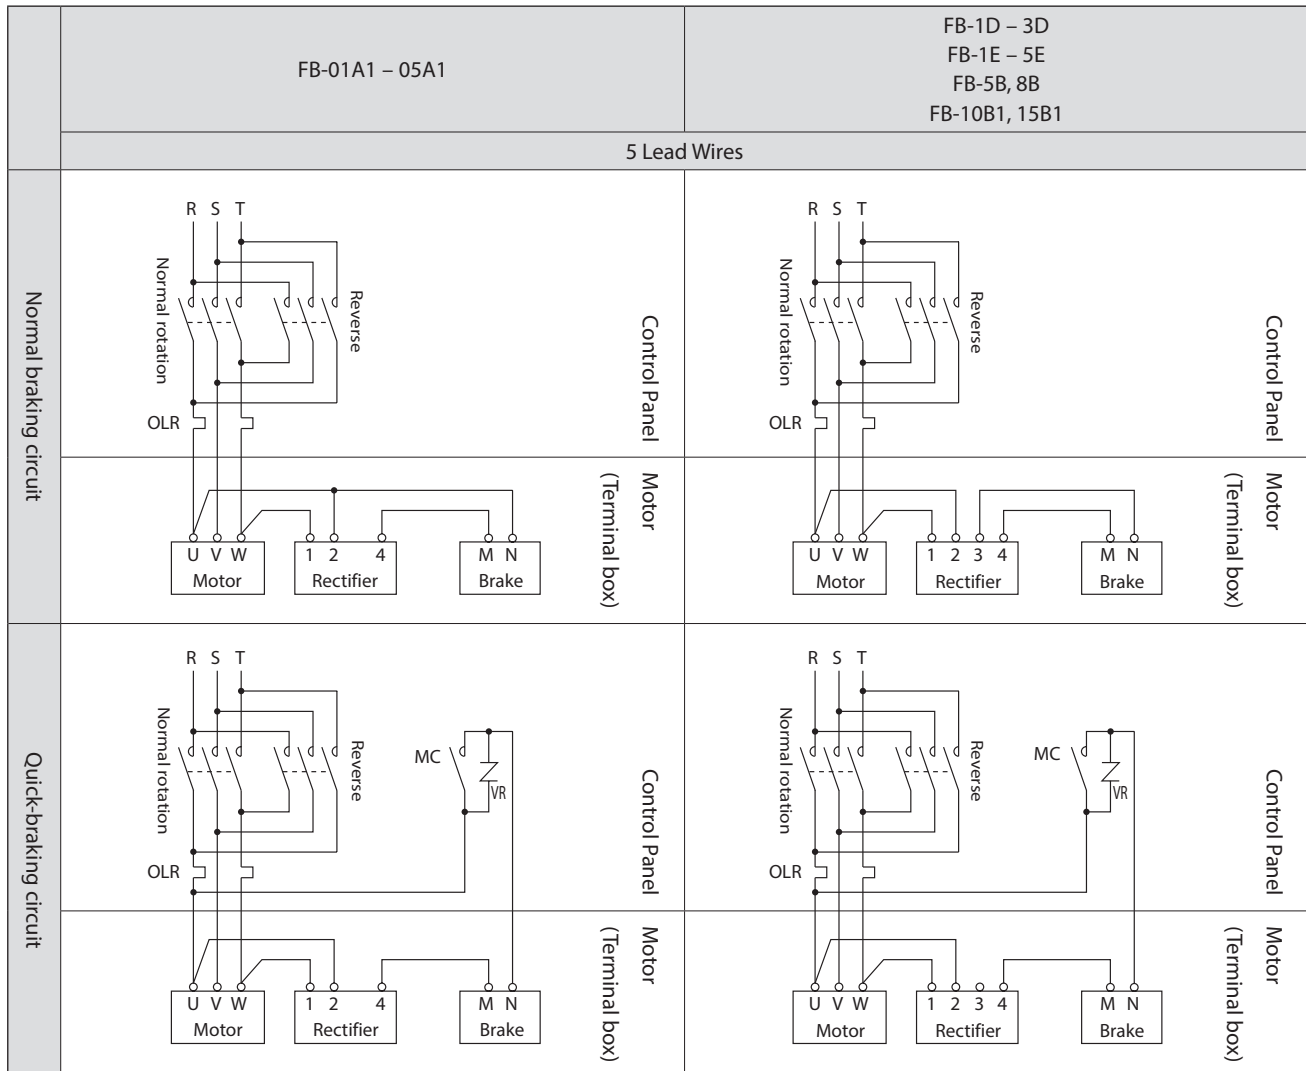 FB-01A1 – 05A1
FB-1D – 3D
FB-1E – 5E
FB-5B, 8B
FB-10B1, 15B1
5 Lead Wires
Normal braking circuit
R S T
Normal rotation
Reverse
OLR
Control Panel
Motor
(Terminal box)
U V W
Motor
1 2 4
Rectifier
M N
Brake
R S T
Normal rotation
Reverse
OLR
Control Panel
Motor
(Terminal box)
U V W
Motor
1 2 3 4
Rectifier
M N
Brake
Quick-braking circuit
R S T
Normal rotation
Reverse
MC
VR
OLR
Control Panel
Motor
(Terminal box)
U V W
Motor
1 2 4
Rectifier
M N
Brake
R S T
Normal rotation
Reverse
MC
VR
OLR
Control Panel
Motor
(Terminal box)
U V W
Motor
1 2 3 4
Rectifier
M N
Brake